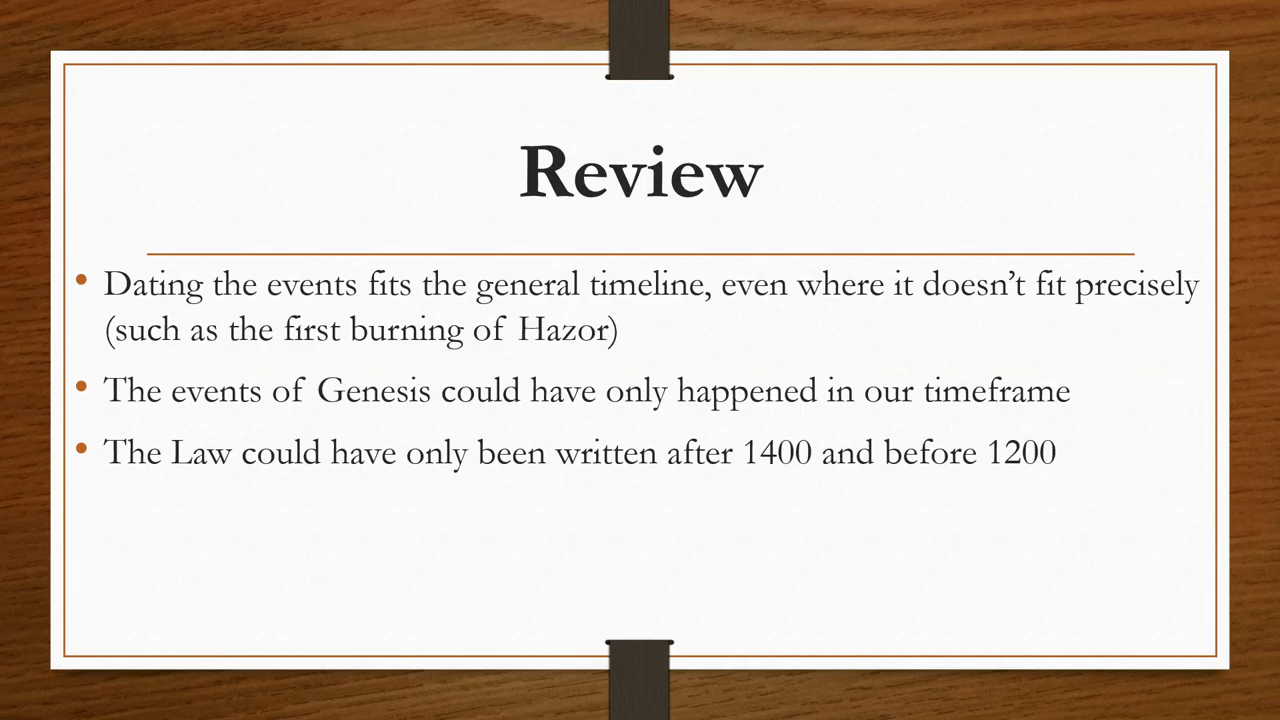 Review
• Dating the events fits the general timeline, even where it doesn’t fit precisely
(such as the first burning of Hazor)
• The events of Genesis could have only happened in our timeframe
• The Law could have only been written after 1400 and before 1200